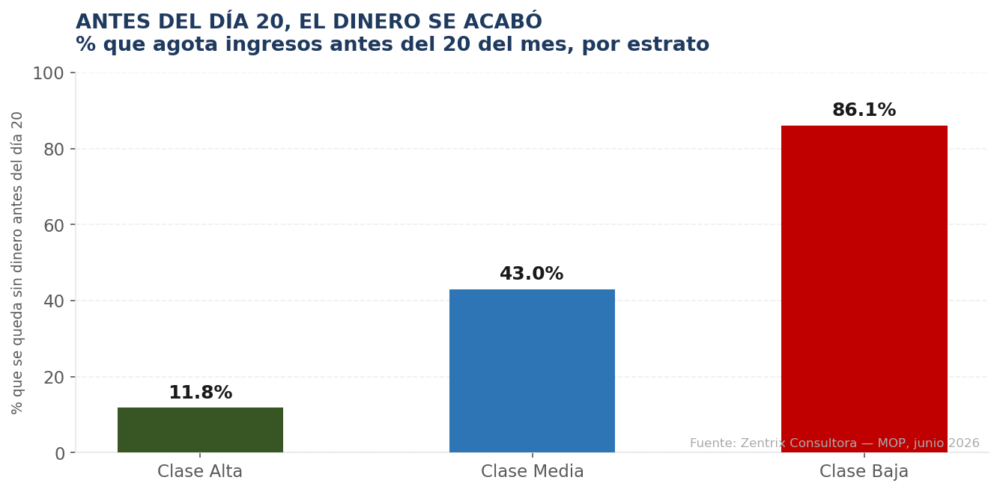 ANTES DEL DÍA 20, EL DINERO SE ACABÓ
% que agota ingresos antes del 20 del mes, por estrato
% que se queda sin dinero antes del día 20
100
80
60
40
20
0
11.8%
43.0%
86.1%
Fuente: Zentrix Consultora — MOP, junio 2026
Clase Alta
Clase Media
Clase Baja